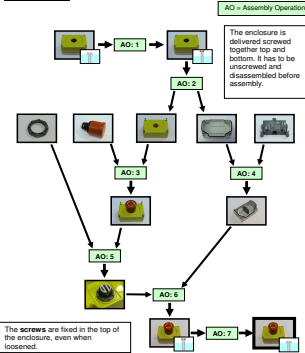 AO = Assembly Operation
The enclosure is
delivered screwed
together top and
bottom. It has to be
unscrewed and
disassembled before
assembly.
AO: 1
AO: 2
AO: 3
AO: 4
AO: 5
AO: 6
AO: 7
The screws are fixed in the top of
the enclosure, even when
loosened.